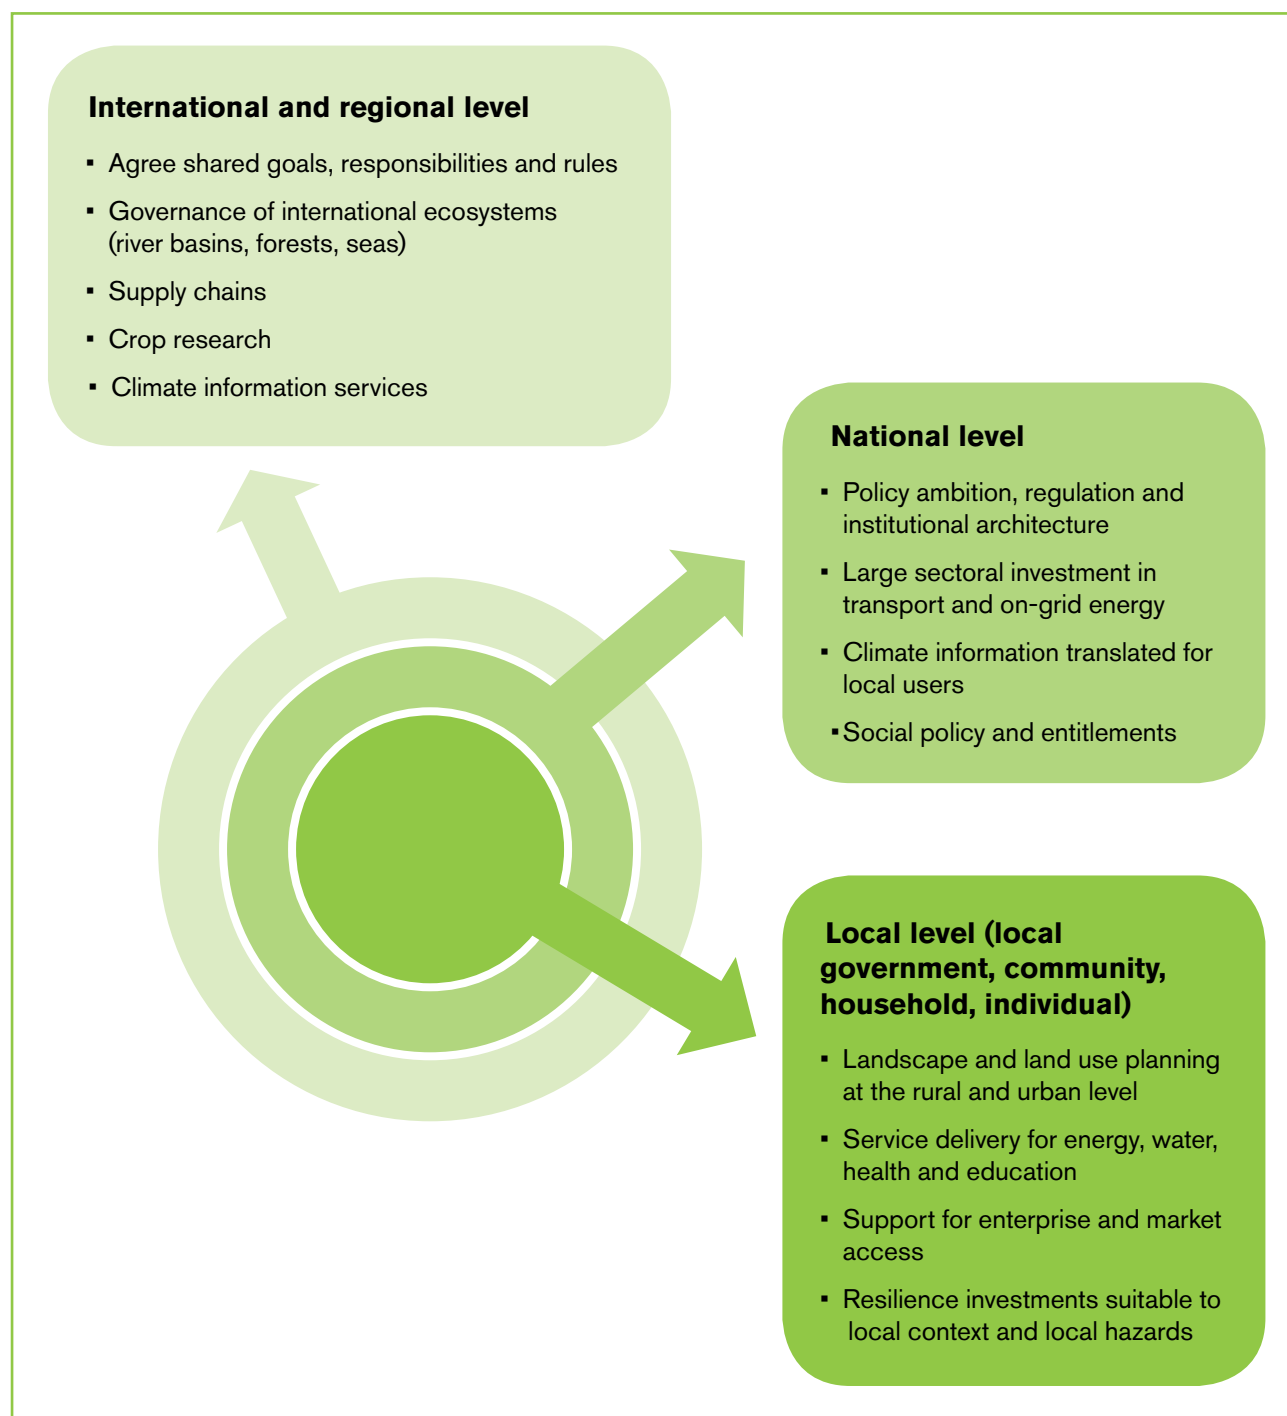 International and regional level
▪ Agree shared goals, responsibilities and rules
▪ Governance of international ecosystems
(river basins, forests, seas)
▪ Supply chains
▪ Crop research
▪ Climate information services
National level
▪ Policy ambition, regulation and
institutional architecture
▪ Large sectoral investment in
transport and on-grid energy
▪ Climate information translated for
local users
▪ Social policy and entitlements
Local level (local
government, community,
household, individual)
▪ Landscape and land use planning
at the rural and urban level
▪ Service delivery for energy, water,
health and education
▪ Support for enterprise and market
access
▪ Resilience investments suitable to
local context and local hazards